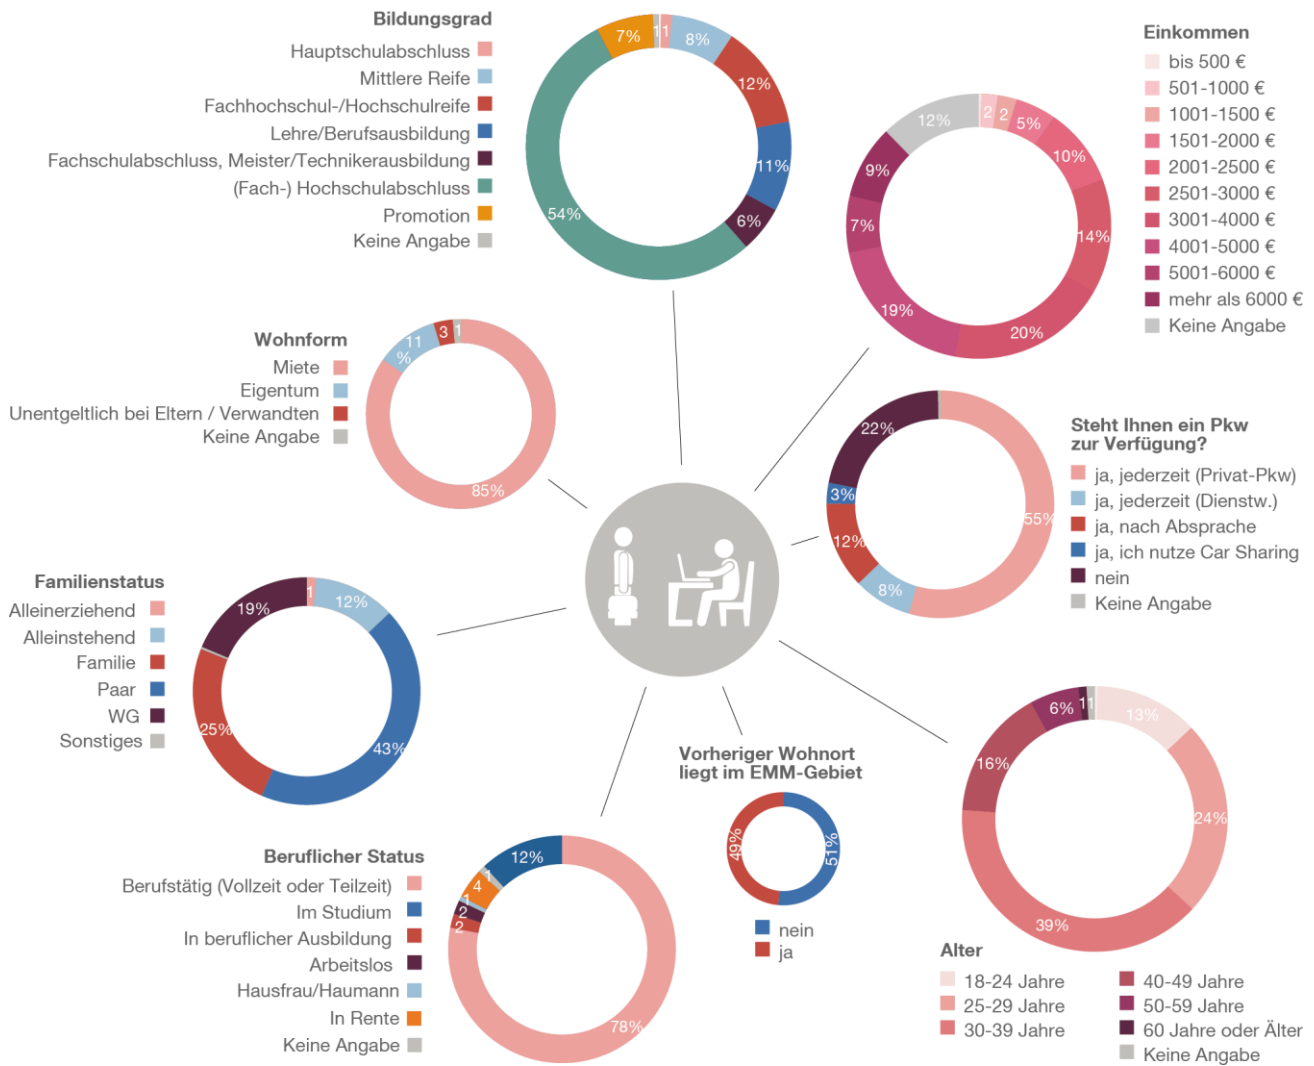 Bildungsgrad
Hauptschulabschluss
Mittlere Reife
Fachhochschul-/Hochschulreife
Lehre/Berufsausbildung
Fachschulabschluss, Meister/Technikerausbildung
(Fach-) Hochschulabschluss
Promotion
Keine Angabe
7%
1
1
8%
12%
11%
6%
54%
Einkommen
bis 500 €
501-1000 €
1001-1500 €
1501-2000 €
2001-2500 €
2501-3000 €
3001-4000 €
4001-5000 €
5001-6000 €
mehr als 6000 €
Keine Angabe
12%
2
2
5%
10%
14%
20%
19%
7%
9%
Wohnform
Miete
Eigentum
Unentgeltlich bei Eltern / Verwandten
Keine Angabe
11
%
3
1
85%
Steht Ihnen ein Pkw
zur Verfügung?
ja, jederzeit (Privat-Pkw)
ja, jederzeit (Dienstw.)
ja, nach Absprache
ja, ich nutze Car Sharing
nein
Keine Angabe
22%
3%
12%
8%
55%
Familienstatus
Alleinerziehend
Alleinstehend
Familie
Paar
WG
Sonstiges
19%
1
12%
25%
43%
Vorheriger Wohnort
liegt im EMM-Gebiet
49%
51%
nein
ja
Beruflicher Status
Berufstätig (Vollzeit oder Teilzeit)
Im Studium
In beruflicher Ausbildung
Arbeitslos
Hausfrau/Haumann
In Rente
Keine Angabe
12%
1
4
1
2
2
78%
6%
1
1
13%
16%
24%
39%
Alter
18-24 Jahre
25-29 Jahre
30-39 Jahre
40-49 Jahre
50-59 Jahre
60 Jahre oder Älter
Keine Angabe